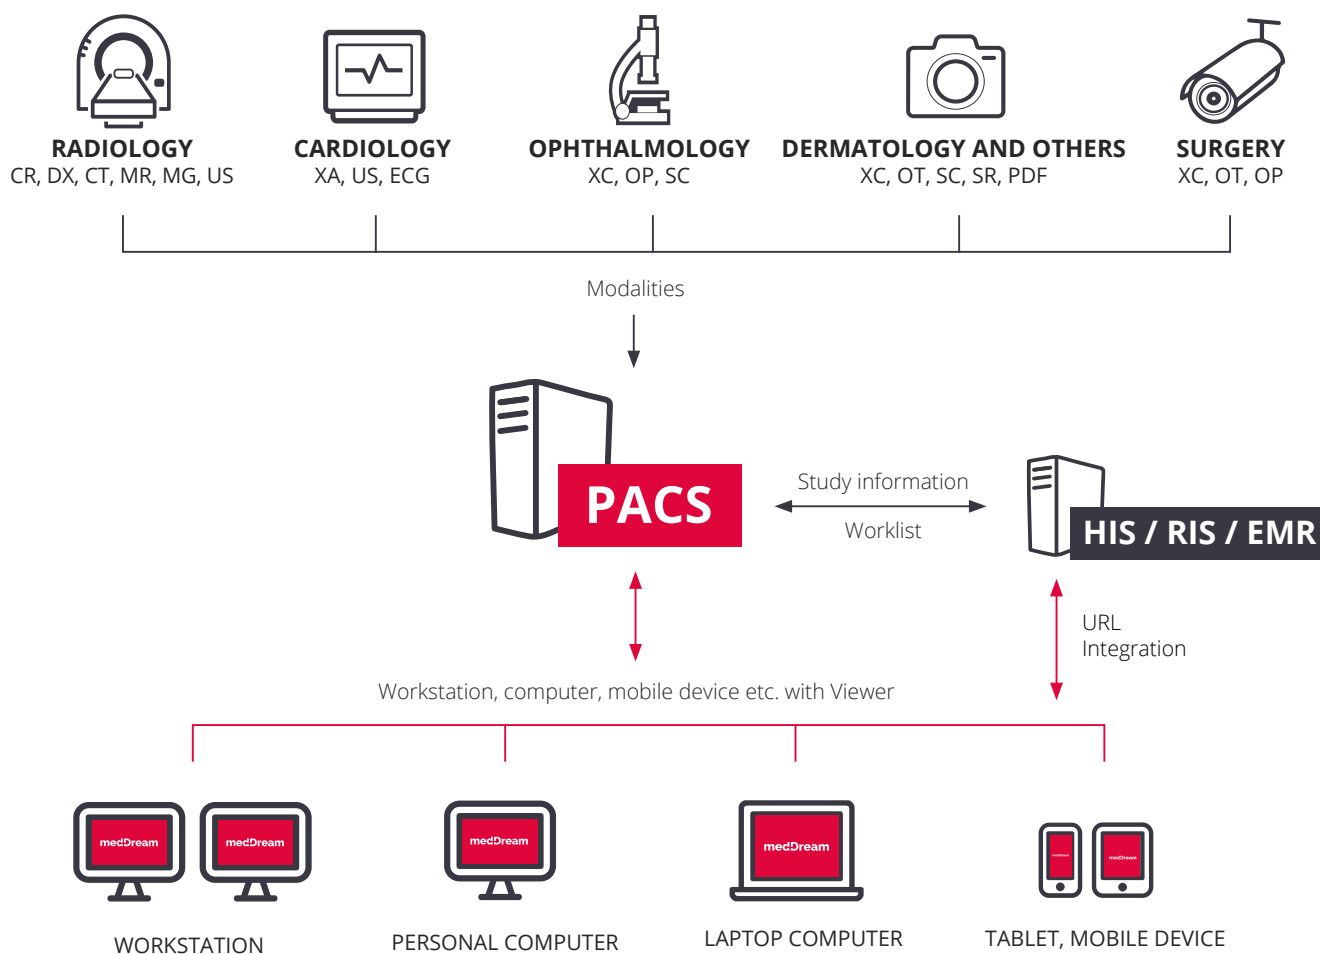 RADIOLOGY
CR, DX, CT, MR, MG, US
CARDIOLOGY
XA, US, ECG
OPHTHALMOLOGY
XC, OP, SC
DERMATOLOGY AND OTHERS
XC, OT, SC, SR, PDF
SURGERY
XC, OT, OP
Modalities
PACS
Study information
Worklist
HIS / RIS / EMR
URL
Integration
Workstation, computer, mobile device etc. with Viewer
medDream
medDream
medDream
medDream
medDream
medDream
WORKSTATION
PERSONAL COMPUTER
LAPTOP COMPUTER
TABLET, MOBILE DEVICE